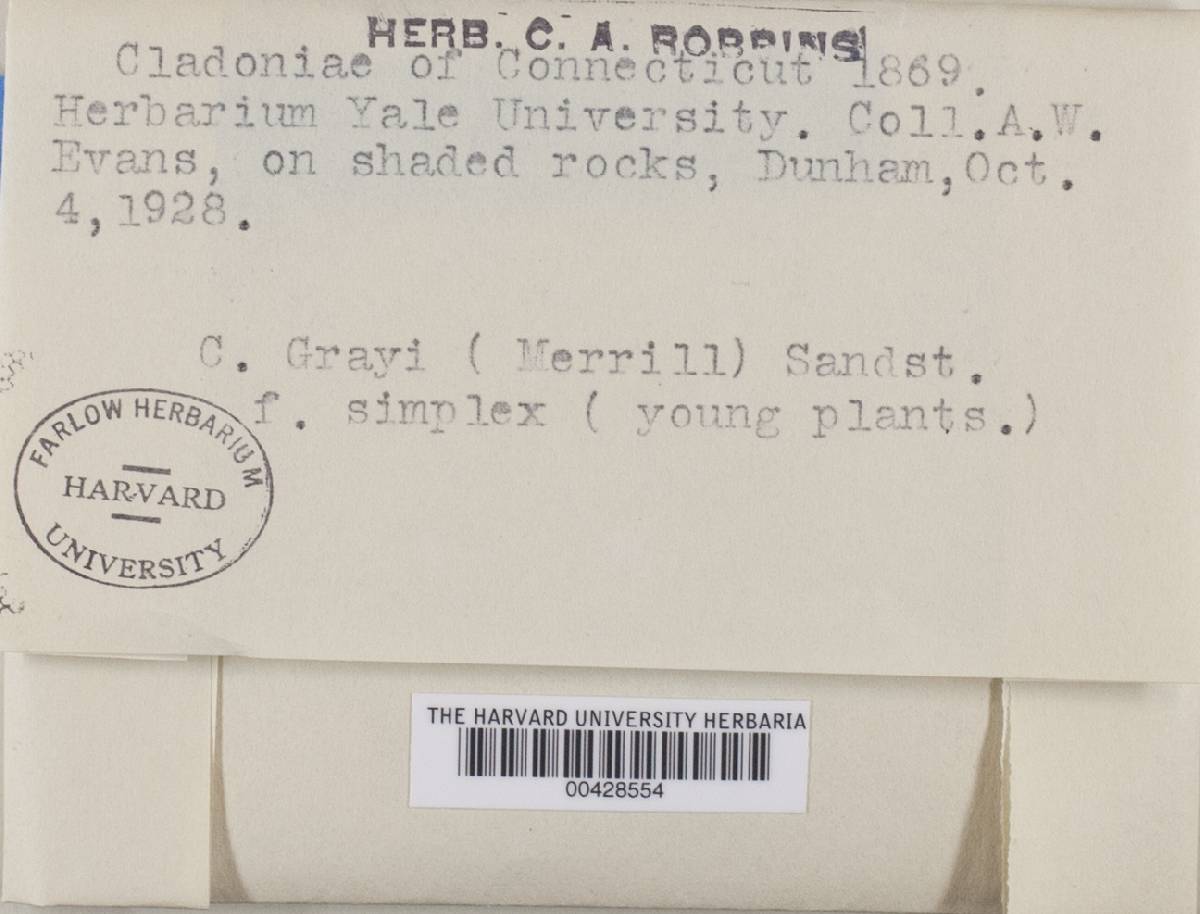 HERB. C. A. ROBBINS
Cladoniae of Connecticut 1869.
Herbarium Yale University. Coll.A.W.
Evans, on shaded rocks, Dunham,Oct.
4,1928.
C. Grayi ( Merrill) Sandst.
f. simplex ( young plants.)
FARLOW HERBARIUM
HARVARD
UNIVERSITY
THE HARVARD UNIVERSITY HERBARIA
00428554